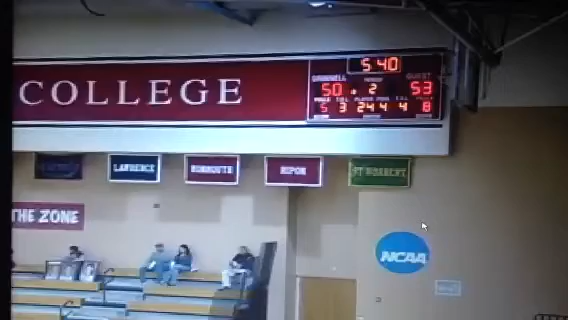 COLLEGE
5:40
GRINNELL
GUEST
50
2
53
5 3 24 4 4 8
LAWRENCE
MONMOUTH
RIPON
ST NORBERT
THE ZONE
NCAA